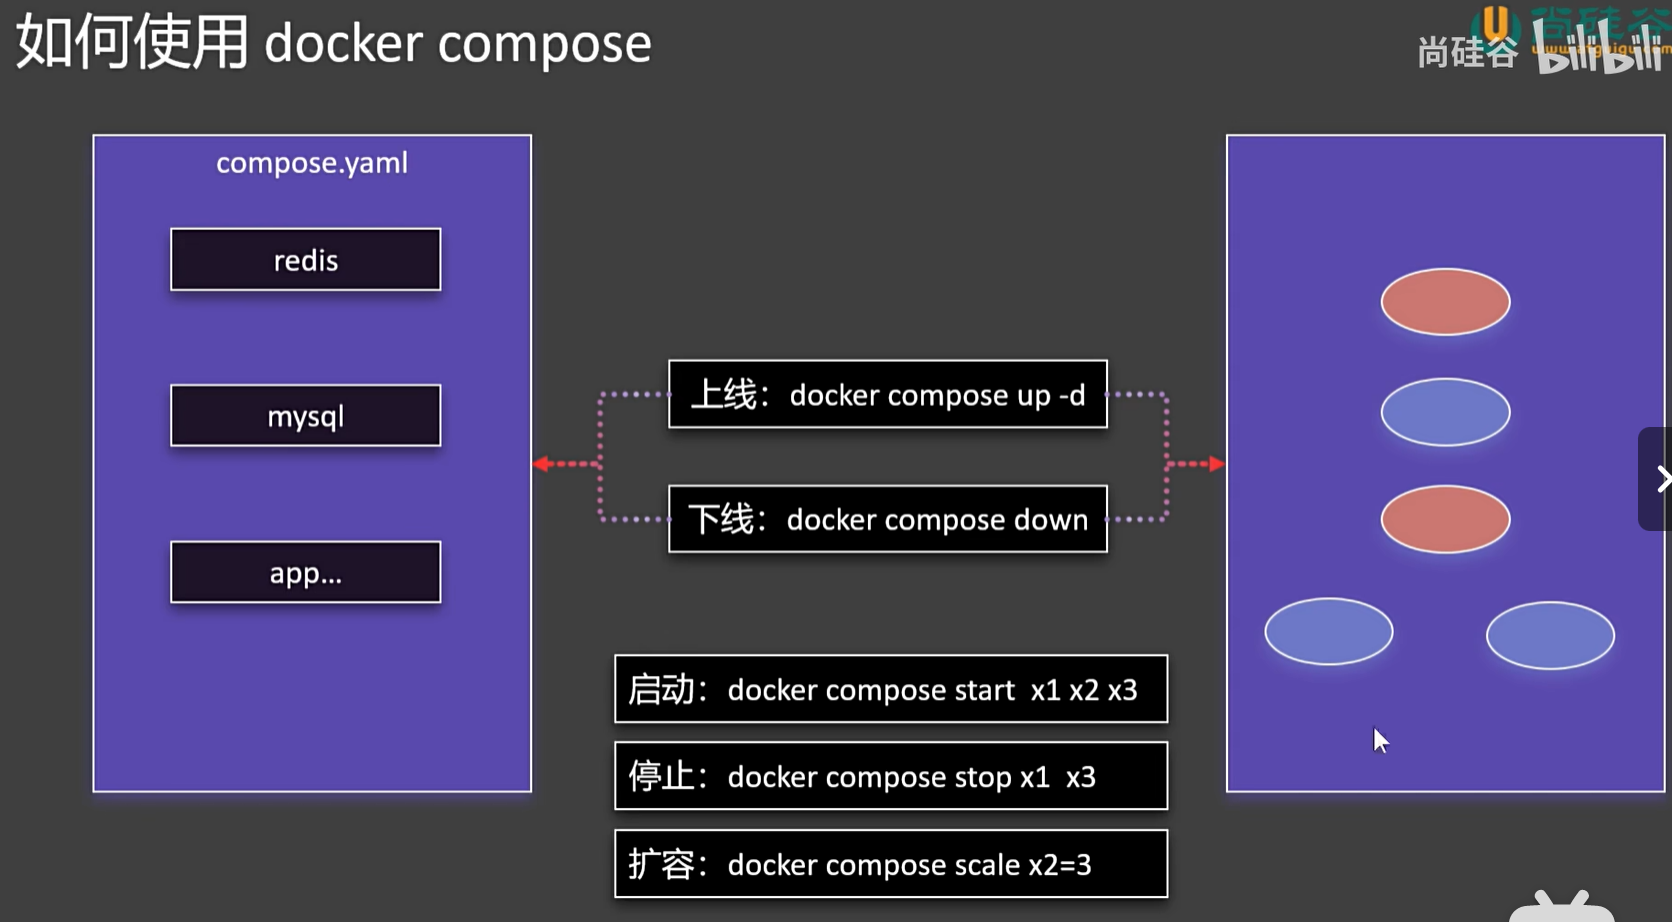 如何使用 docker compose
尚硅谷 bilibili
compose.yaml
redis
mysql
app...
上线：docker compose up -d
下线：docker compose down
启动：docker compose start x1 x2 x3
停止：docker compose stop x1 x3
扩容：docker compose scale x2=3